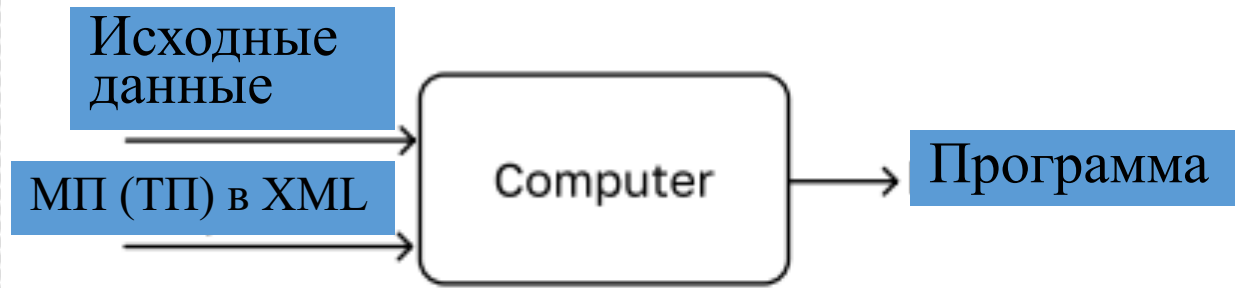 Исходные
данные
МП (ТП) в XML
Computer
Программа